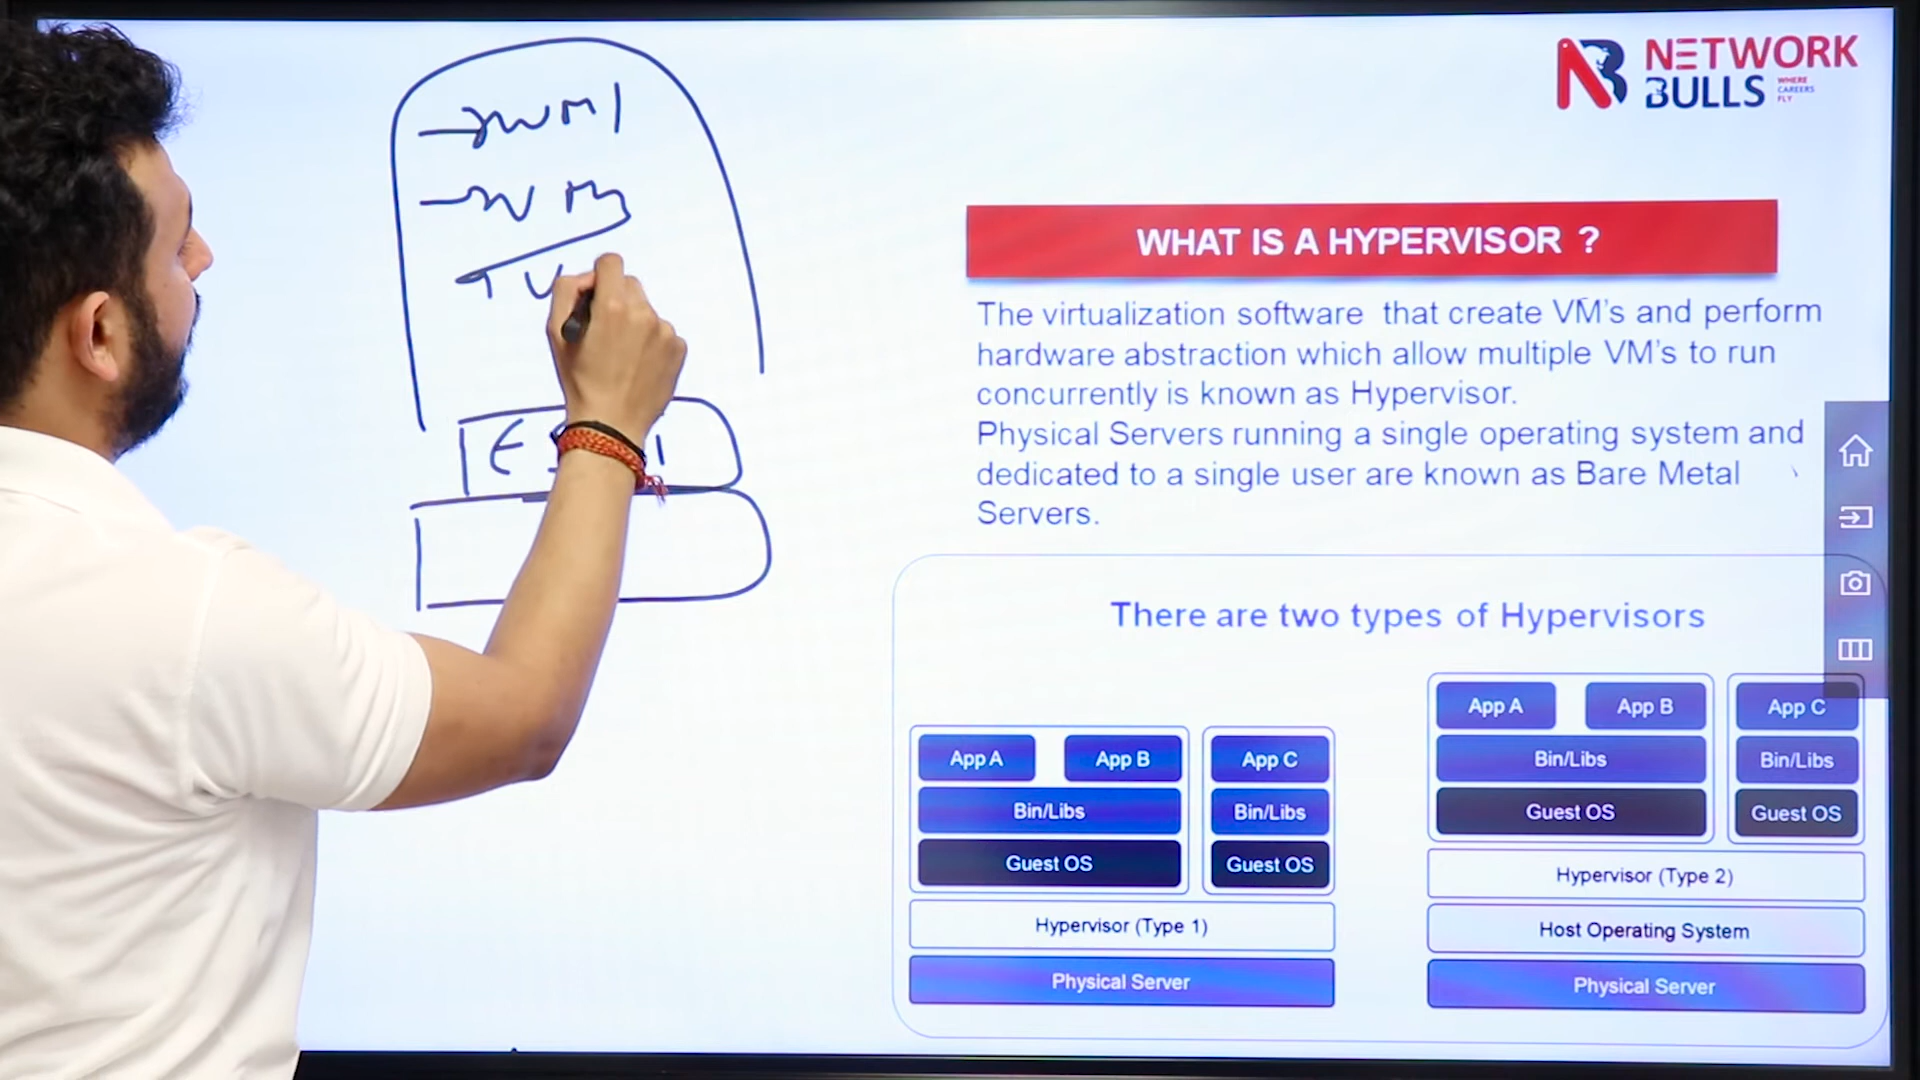 VM1
VM
NETWORK
BULLS
WHERE
CAREERS
FLY
WHAT IS A HYPERVISOR ?
The virtualization software that create VM's and perform
hardware abstraction which allow multiple VM's to run
concurrently is known as Hypervisor.
Physical Servers running a single operating system and
dedicated to a single user are known as Bare Metal
Servers.
There are two types of Hypervisors
App A App B App C
Bin/Libs Bin/Libs
Guest OS Guest OS
Hypervisor (Type 1)
Physical Server
App A App B App C
Bin/Libs Bin/Libs
Guest OS Guest OS
Hypervisor (Type 2)
Host Operating System
Physical Server